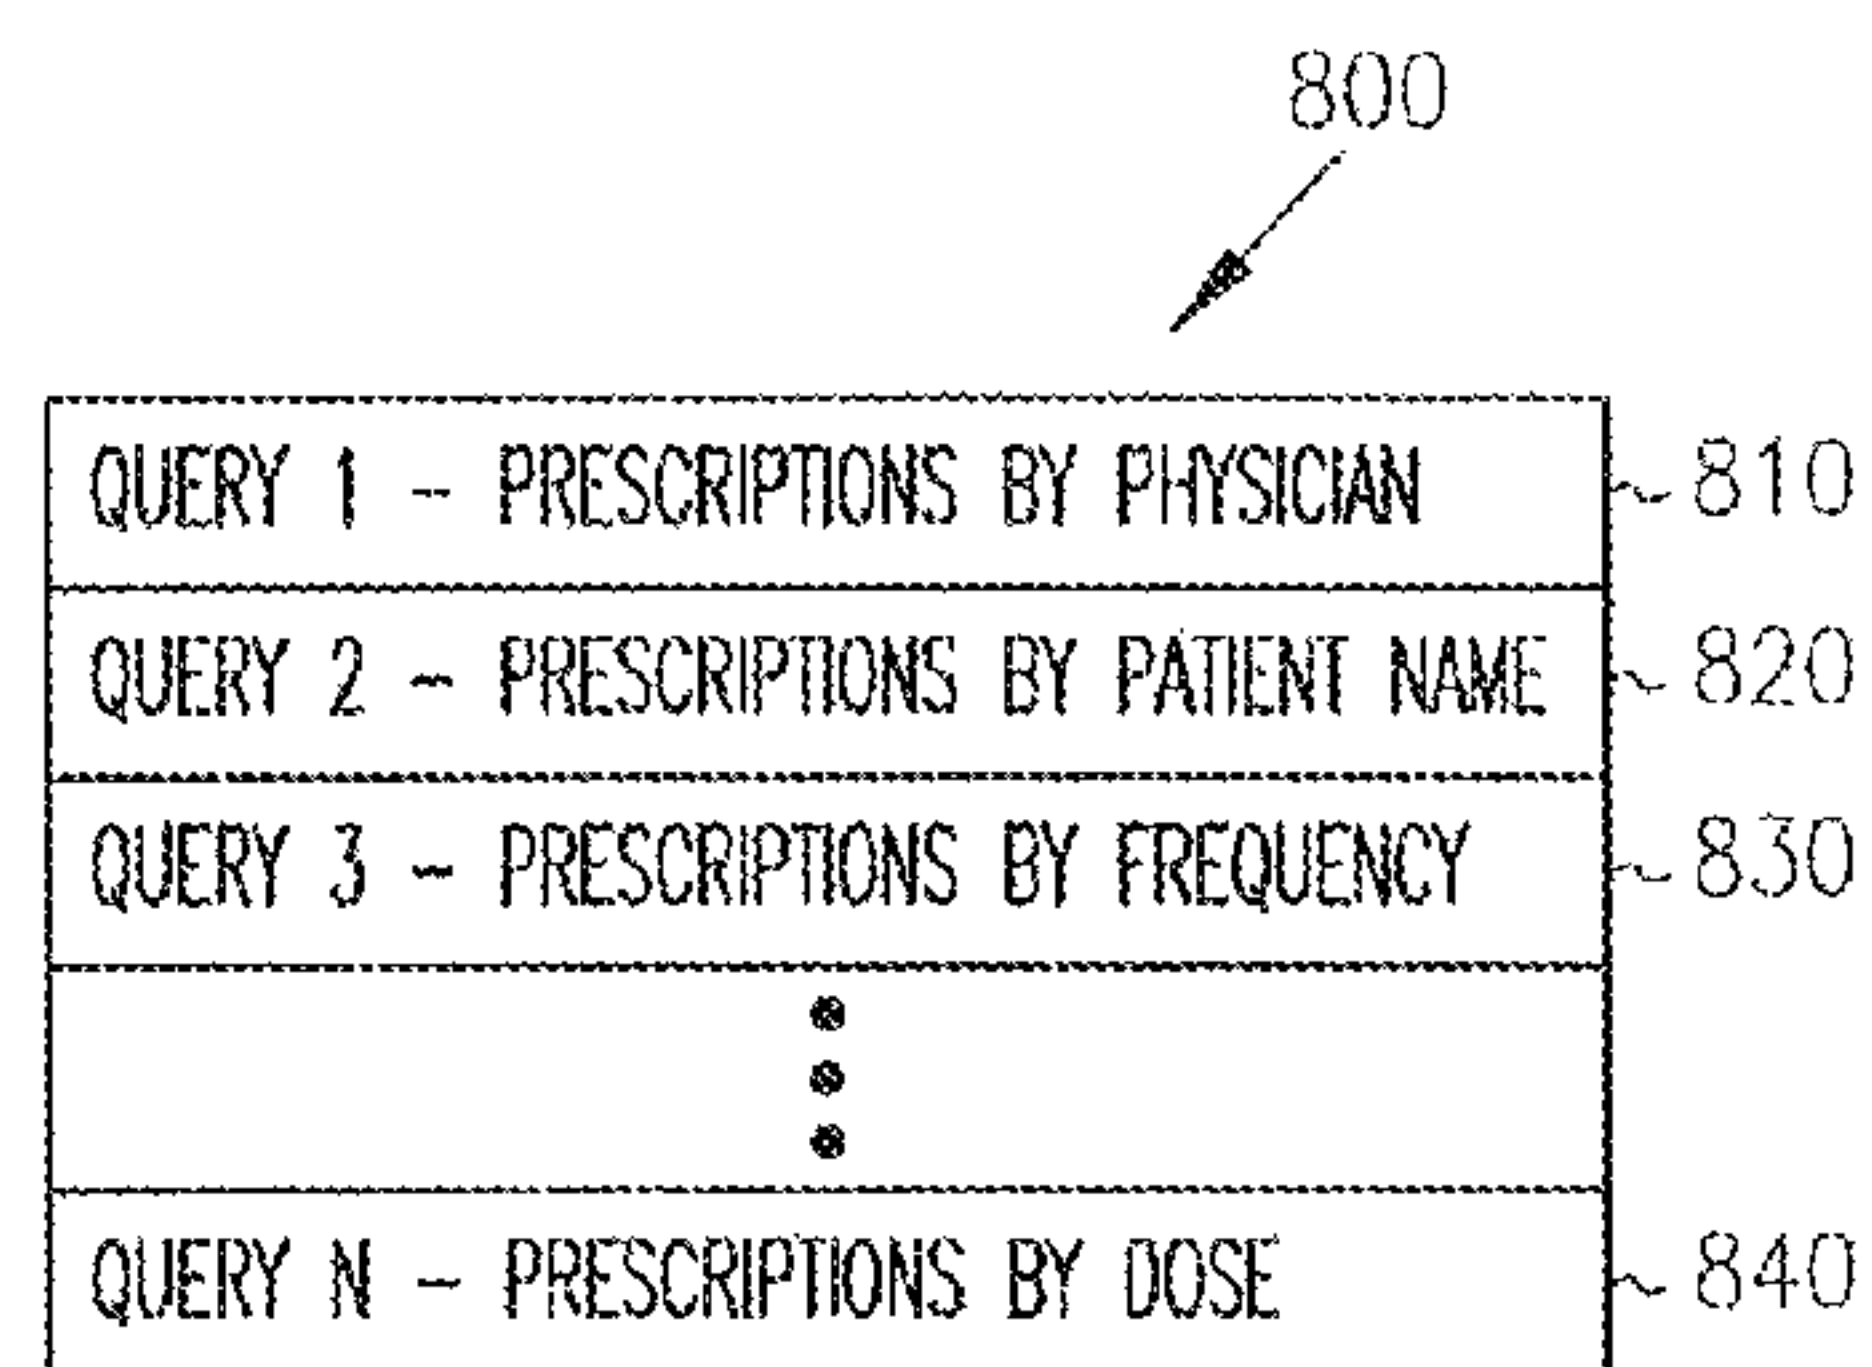 800
QUERY 1 - PRESCRIPTIONS BY PHYSICIAN 810
QUERY 2 - PRESCRIPTIONS BY PATIENT NAME 820
QUERY 3 - PRESCRIPTIONS BY FREQUENCY 830
QUERY N - PRESCRIPTIONS BY DOSE 840